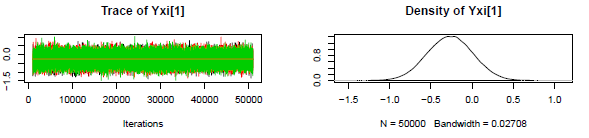 Trace of Yxi[1]
0.0
-1.5
0 10000 20000 30000 40000 50000
Iterations
Density of Yxi[1]
0.8
0.0
-1.5 -1.0 -0.5 0.0 0.5 1.0
N = 50000 Bandwidth = 0.02708